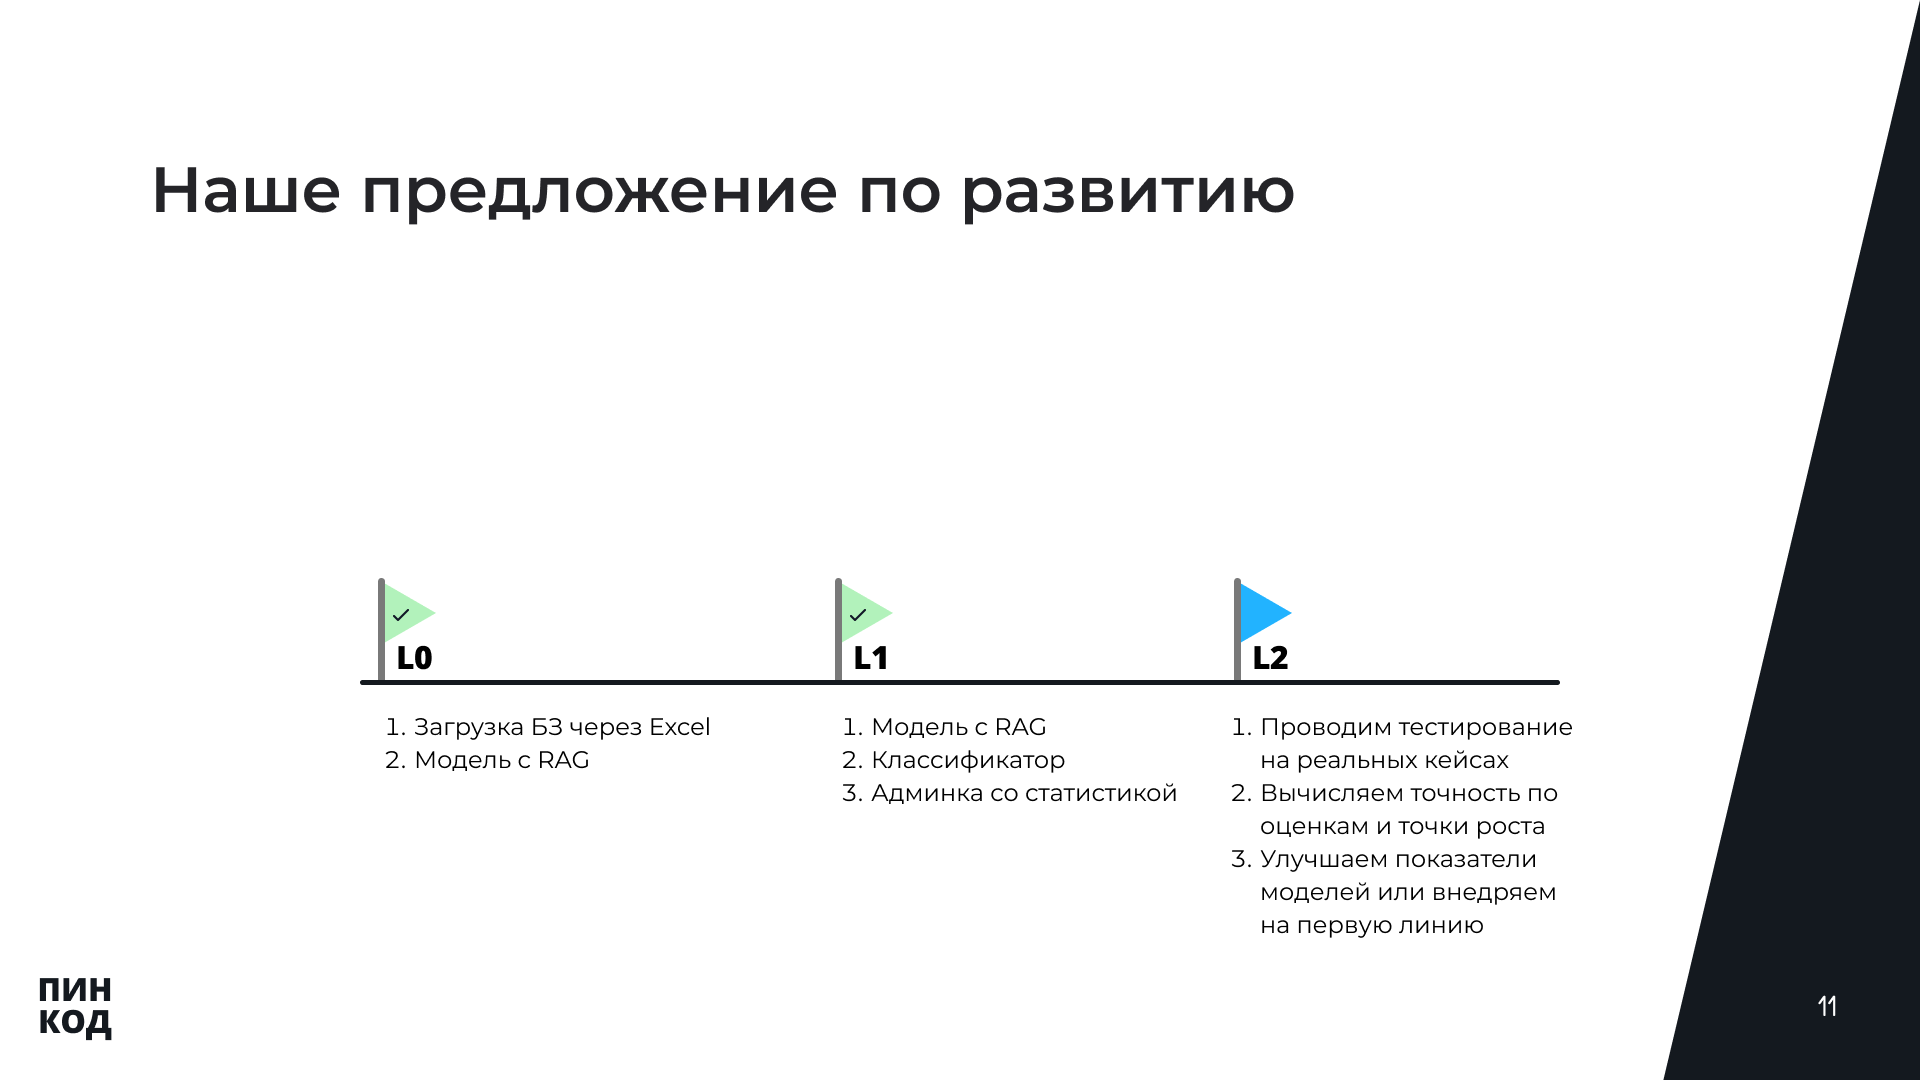 Наше предложение по развитию
L0
L1
L2
1. Загрузка БЗ через Excel
2. Модель с RAG
1. Модель с RAG
2. Классификатор
3. Админка со статистикой
1. Проводим тестирование
на реальных кейсах
2. Вычисляем точность по
оценкам и точки роста
3. Улучшаем показатели
моделей или внедряем
на первую линию
ПИН
КОД
11